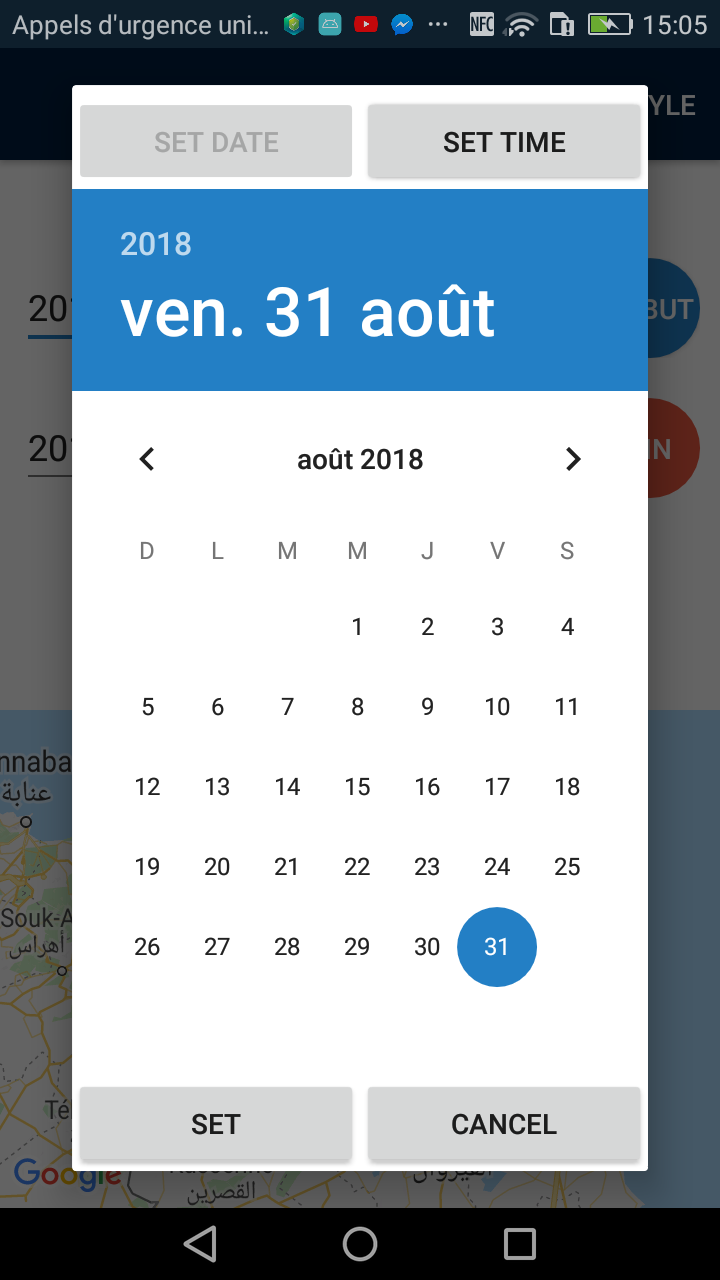 Appels d'urgence uni... NFC 15:05
YLE
SET DATE SET TIME
2018
ven. 31 août
201 BUT
201 IN
août 2018
D L M M J V S
1 2 3 4
5 6 7 8 9 10 11
12 13 14 15 16 17 18
19 20 21 22 23 24 25
26 27 28 29 30 31
nnaba
عنابة
Souk-A
أهراس
Té
SET CANCEL
Google
القيروان
القصرين